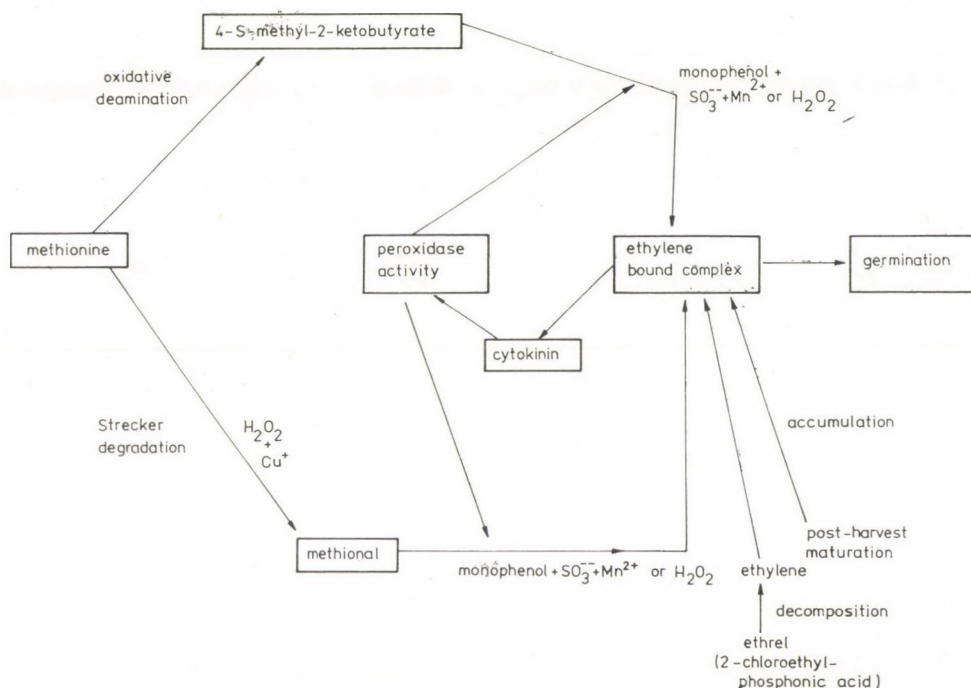 4-S-methyl-2-ketobutyrate
oxidative
deamination
monophenol +
SO₃⁻⁻+Mn²⁺ or H₂O₂
methionine
peroxidase
activity
ethylene
bound complex
germination
cytokinin
Strecker
degradation
H₂O₂
+
Cu⁺
accumulation
methional
monophenol+SO₃⁻⁻+Mn²⁺ or H₂O₂
post-harvest
maturation
ethylene
decomposition
ethrel
(2-chloroethyl-
phosphonic acid)